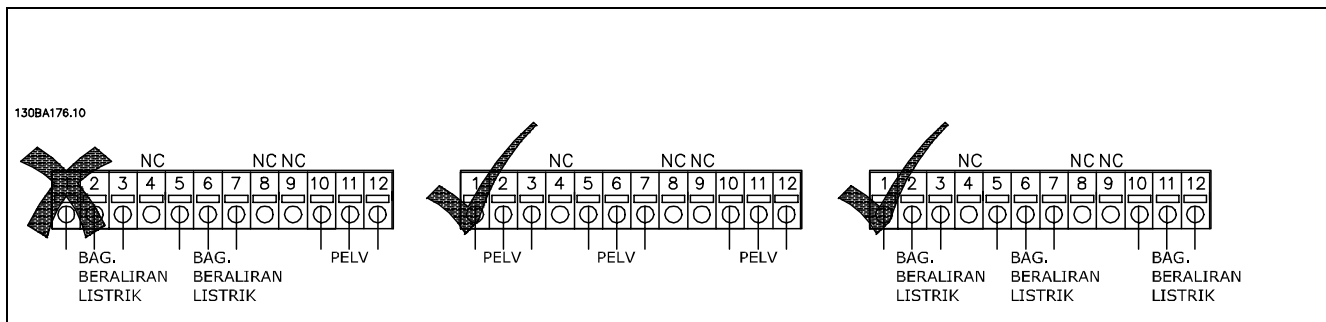 130BA176.10
NC NC NC
2 3 4 5 6 7 8 9 10 11 12
BAG. BERALIRAN LISTRIK
BAG. BERALIRAN LISTRIK
PELV
NC NC NC
1 2 3 4 5 6 7 8 9 10 11 12
PELV PELV PELV
NC NC NC
1 2 3 4 5 6 7 8 9 10 11 12
BAG. BERALIRAN LISTRIK
BAG. BERALIRAN LISTRIK
BAG. BERALIRAN LISTRIK